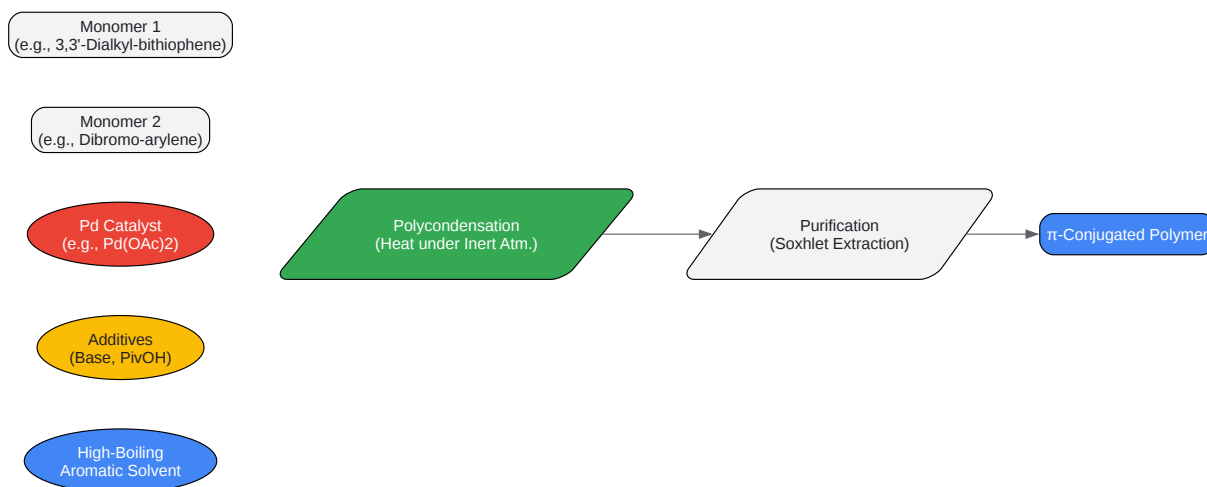 Monomer 1
(e.g., 3,3'-Dialkyl-bithiophene)
Monomer 2
(e.g., Dibromo-arylene)
Pd Catalyst
(e.g., Pd(OAc)2)
Polycondensation
(Heat under Inert Atm.)
Purification
(Soxhlet Extraction)
π-Conjugated Polymer
Additives
(Base, PivOH)
High-Boiling
Aromatic Solvent